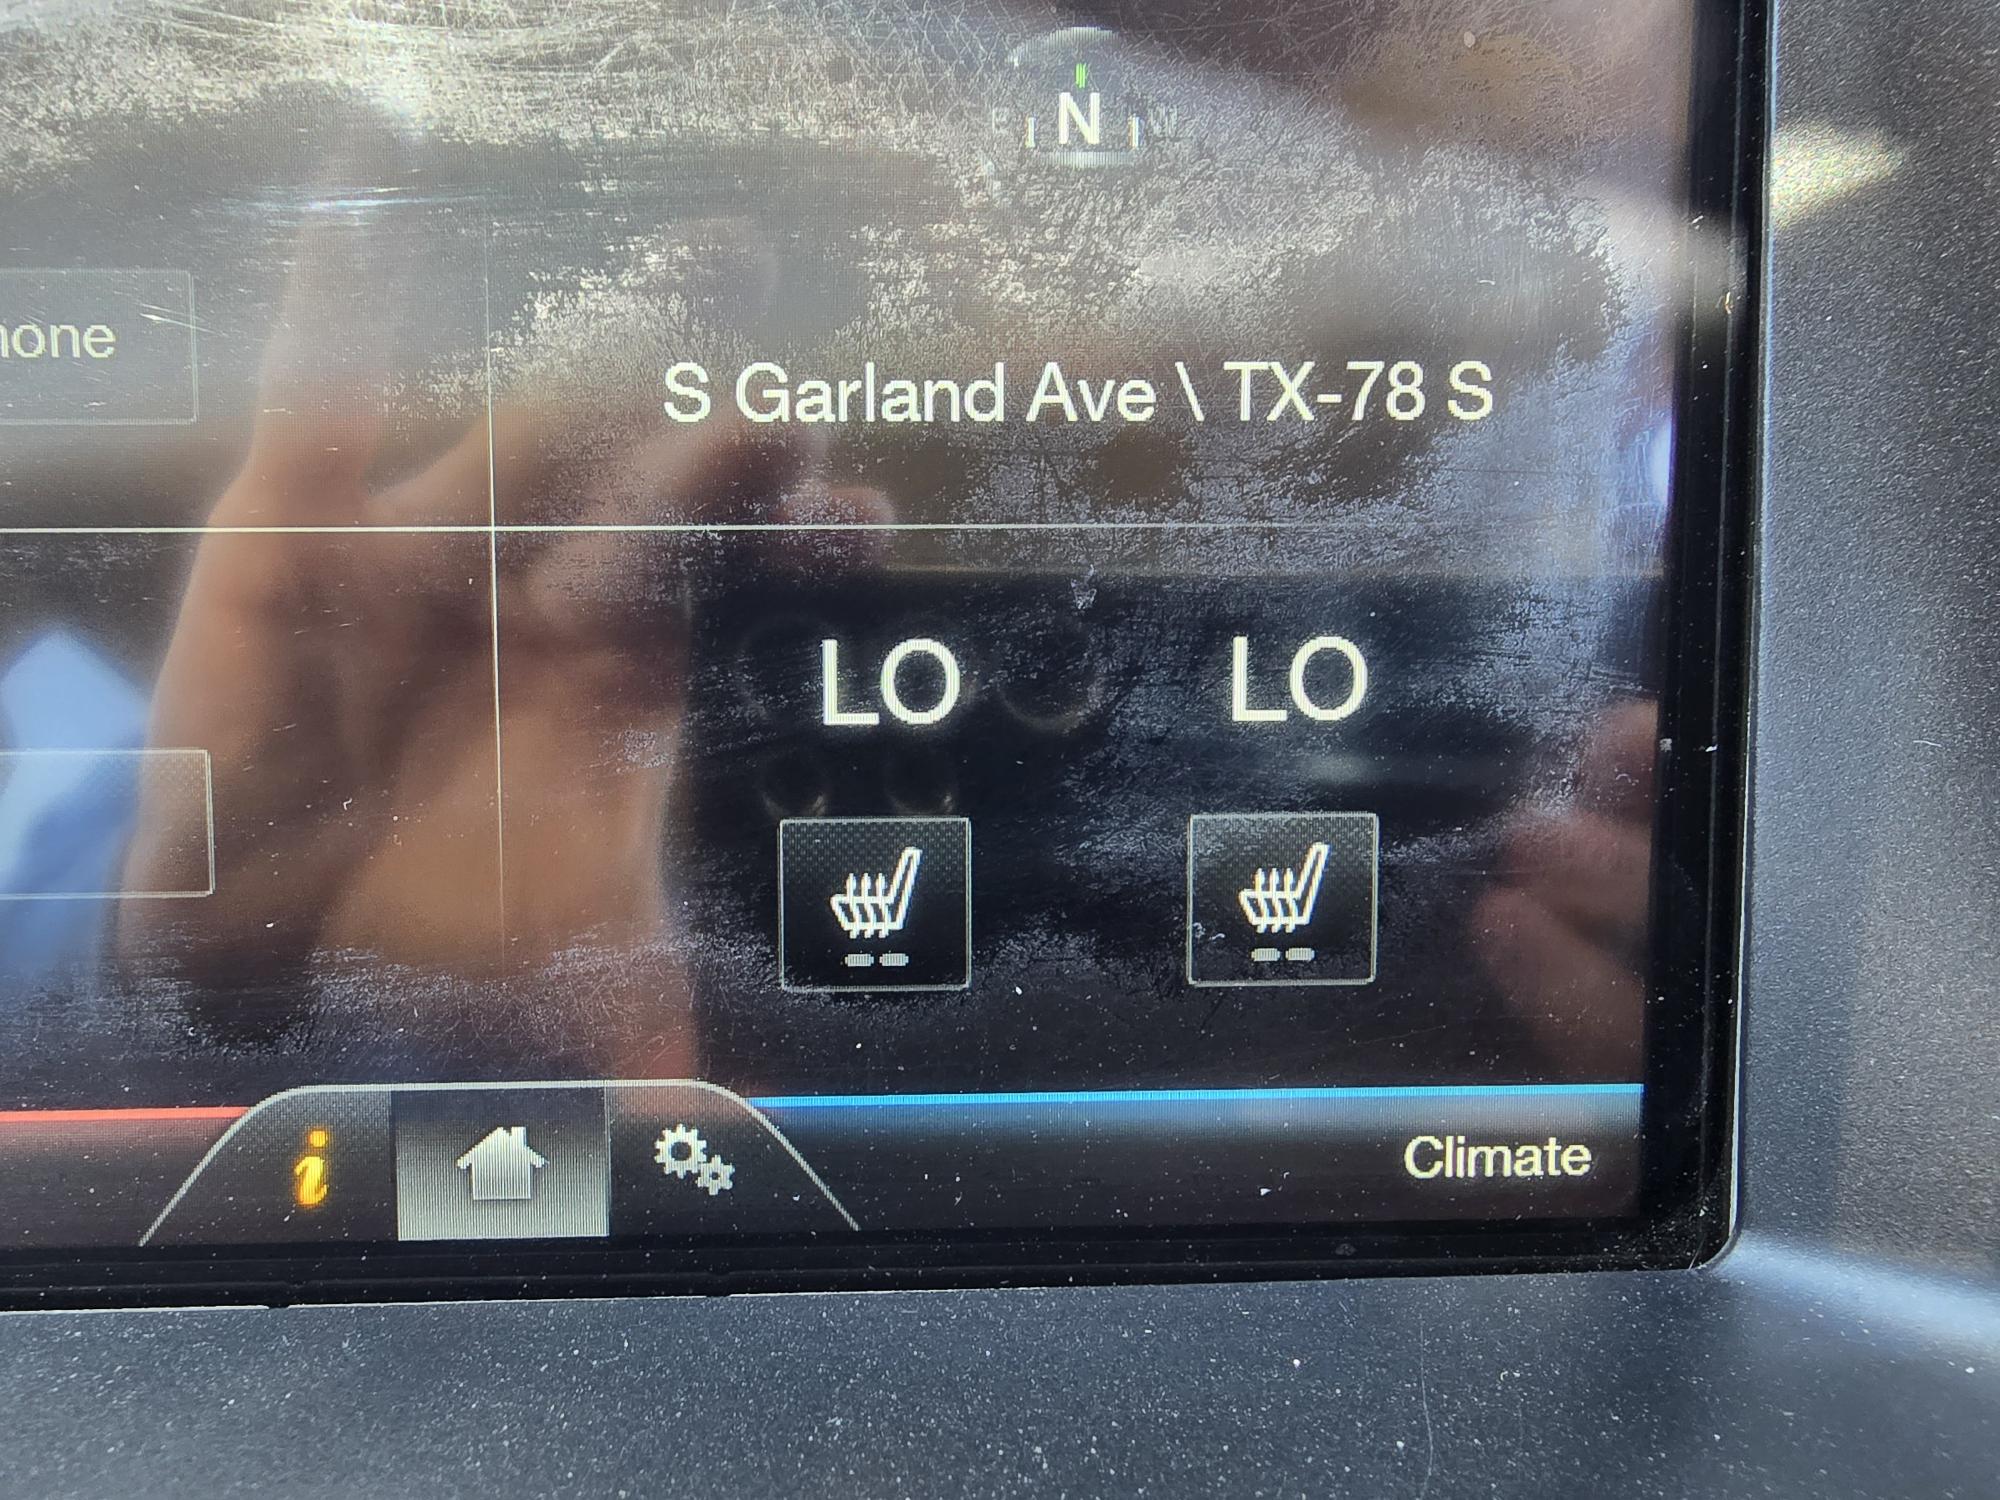 N
hone
S Garland Ave \ TX-78 S
LO LO
i
Climate